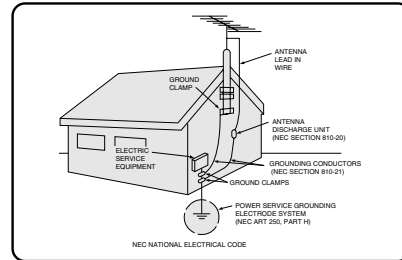 ANTENNA
LEAD IN
WIRE
GROUND
CLAMP
ANTENNA
DISCHARGE UNIT
(NEC SECTION 810-20)
ELECTRIC
SERVICE
EQUIPMENT
GROUNDING CONDUCTORS
(NEC SECTION 810-21)
GROUND CLAMPS
POWER SERVICE GROUNDING
ELECTRODE SYSTEM
(NEC ART 250, PART H)
NEC NATIONAL ELECTRICAL CODE